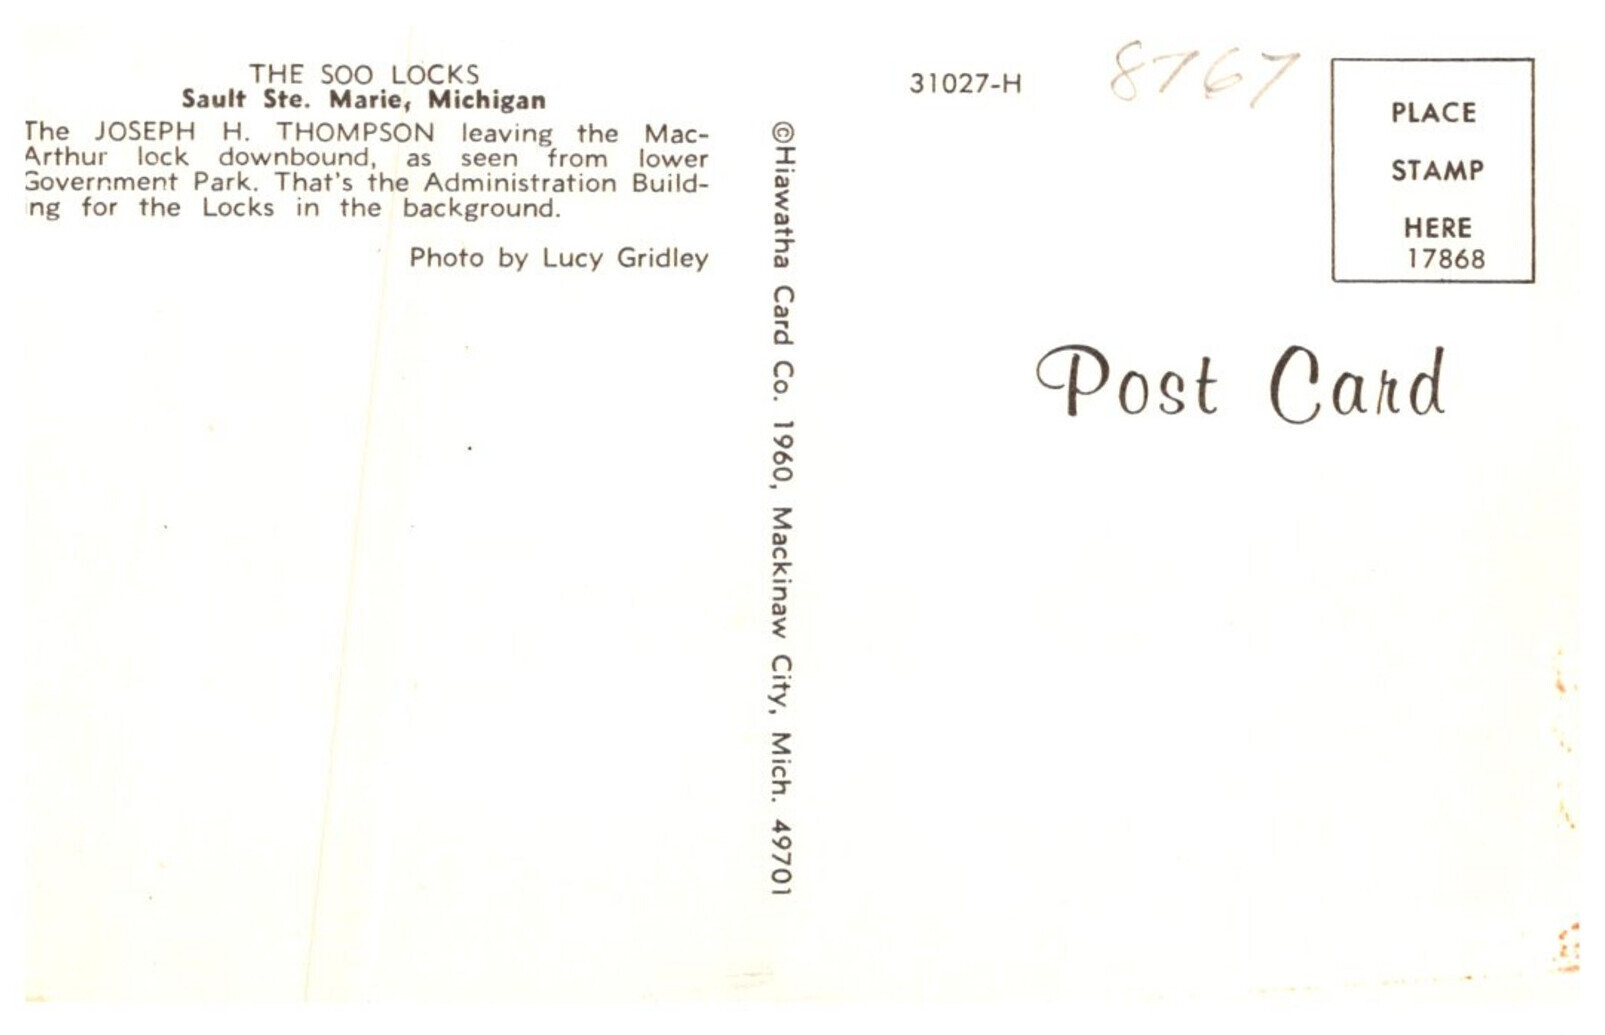 THE SOO LOCKS
Sault Ste. Marie, Michigan
The JOSEPH H. THOMPSON leaving the Mac-
Arthur lock downbound, as seen from lower
Government Park. That's the Administration Build-
ing for the Locks in the background.
Photo by Lucy Gridley
©Hiawatha Card Co. 1960, Mackinaw City, Mich. 49701
31027-H
8767
PLACE
STAMP
HERE
17868
Post Card